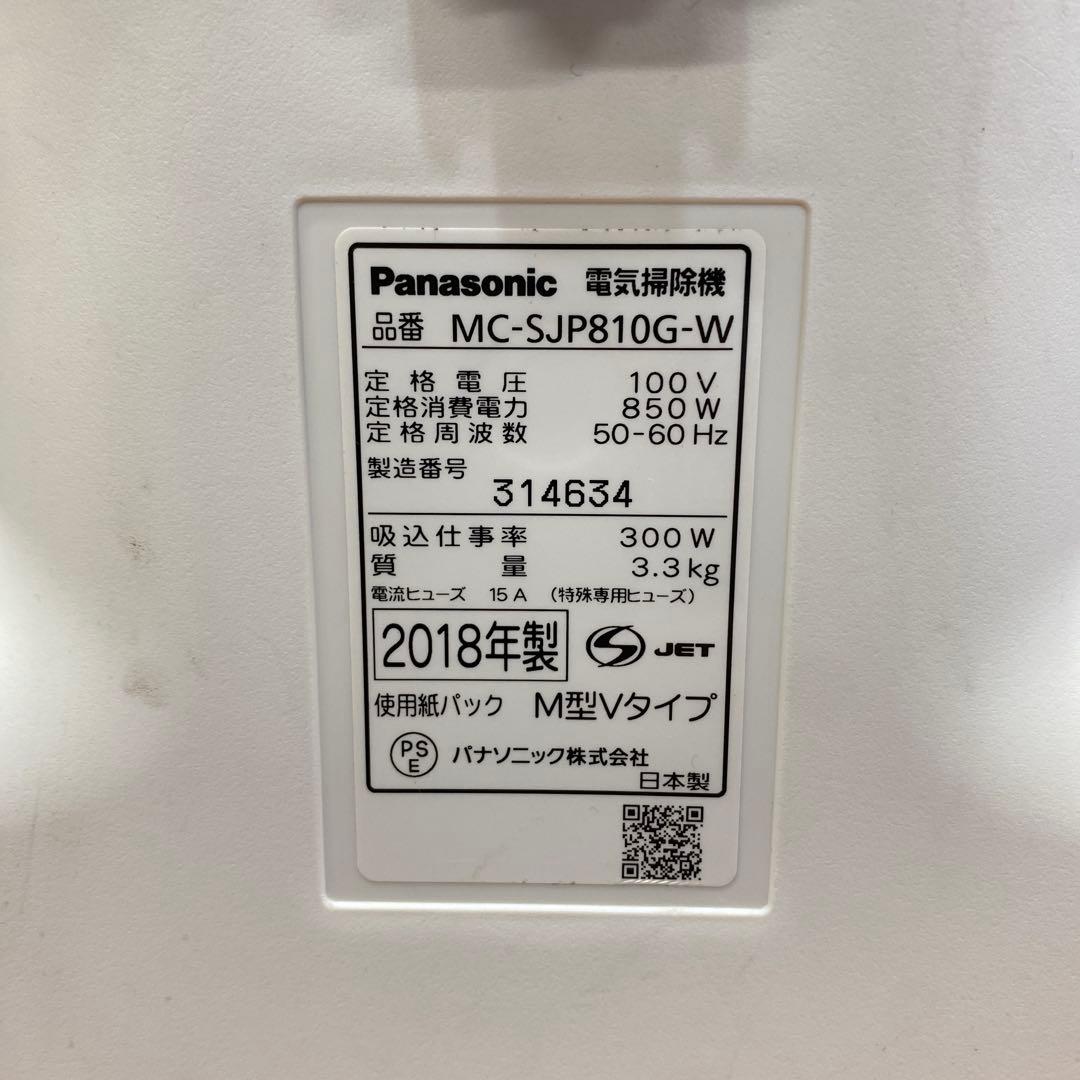 Panasonic 電気掃除機
品番 MC-SJP810G-W
定格電圧 100V
定格消費電力 850W
定格周波数 50-60Hz
製造番号
314634
吸込仕事率 300W
質量 3.3kg
電流ヒューズ 15A (特殊専用ヒューズ)
2018年製 S JET
使用紙パック M型Vタイプ
PS
E パナソニック株式会社
日本製